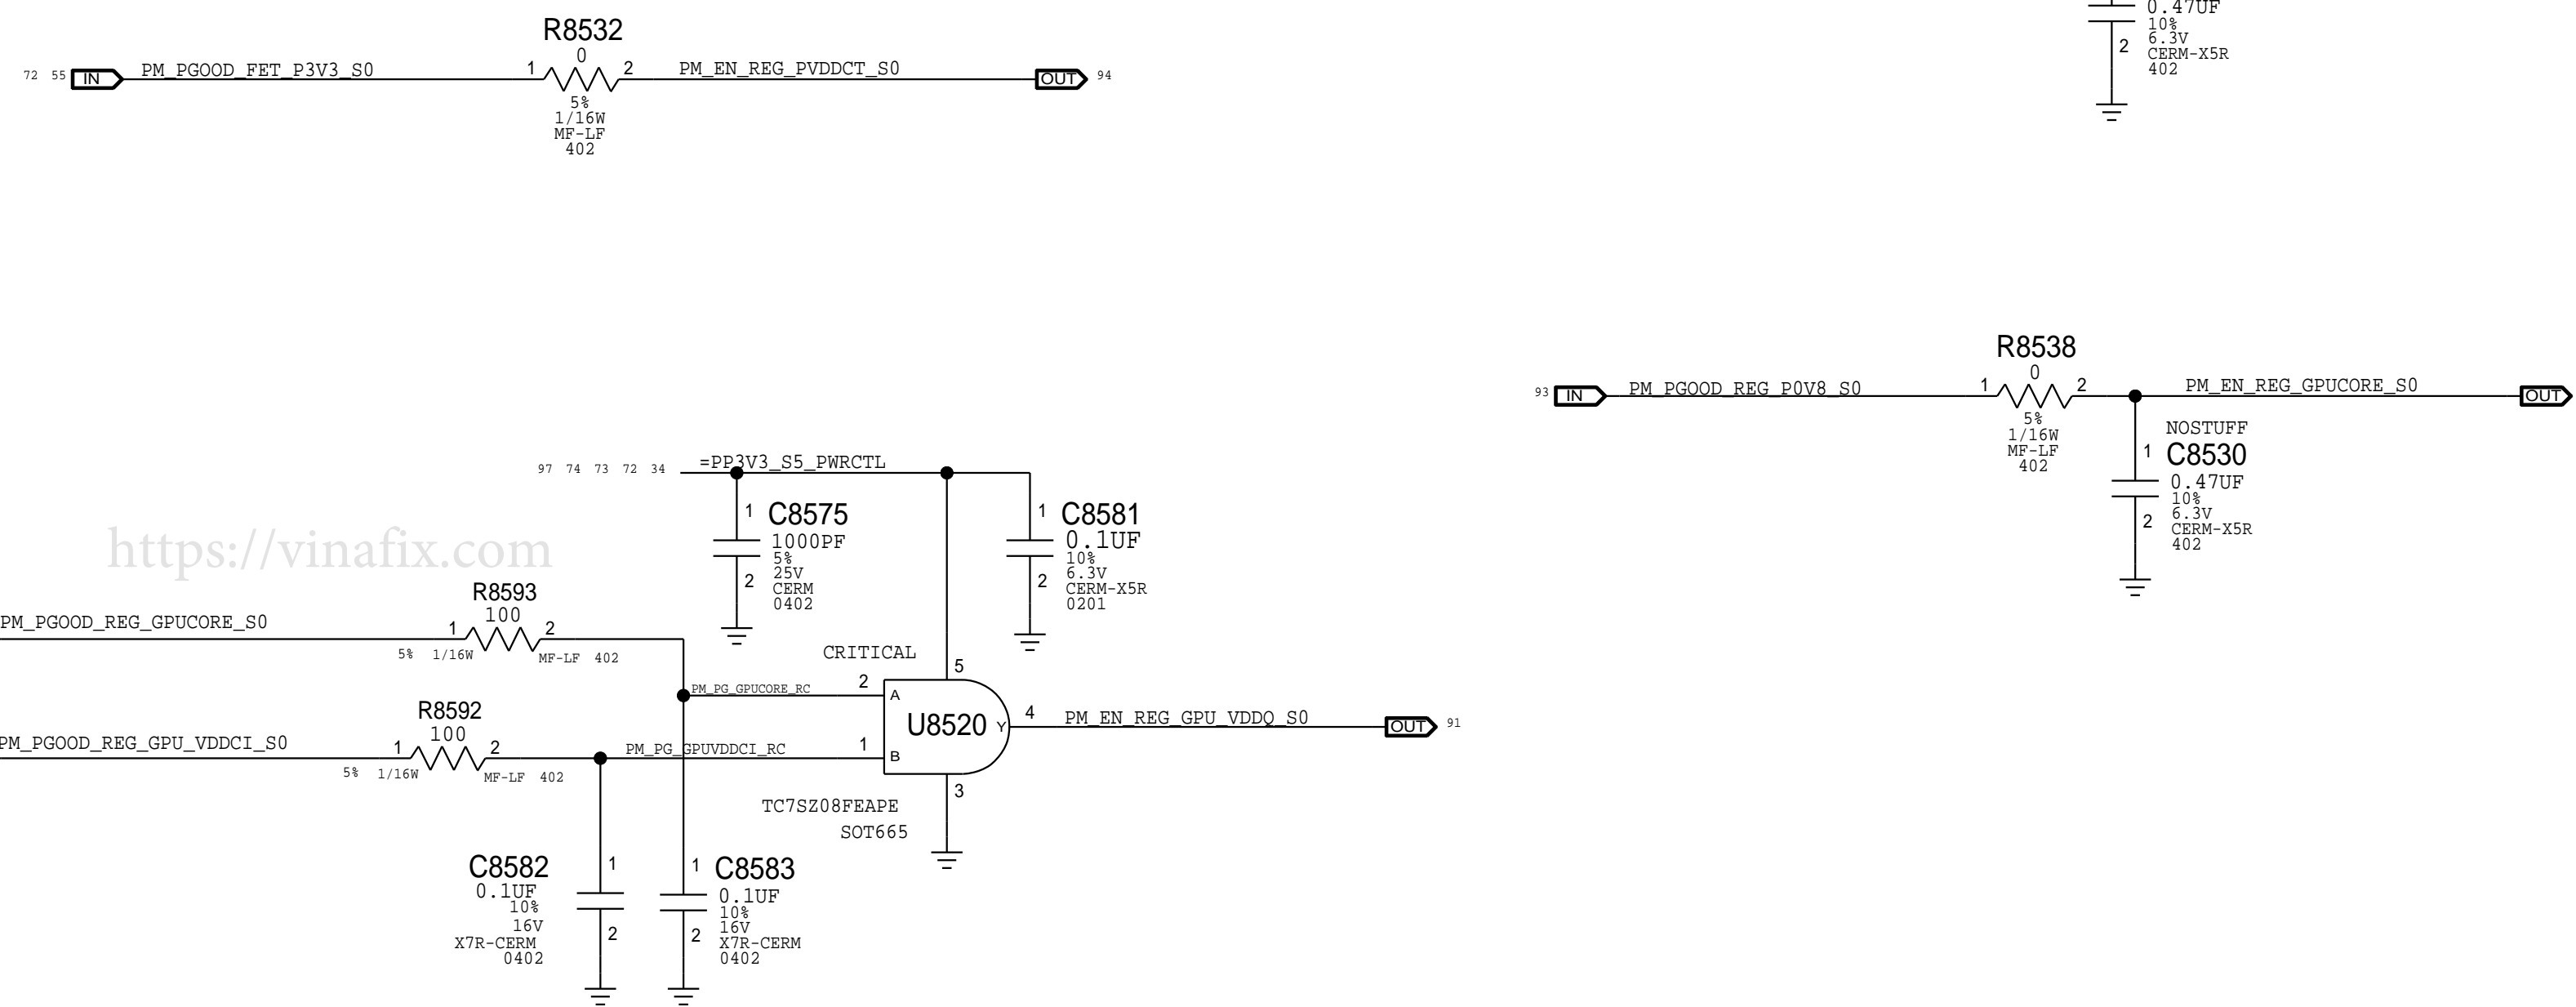 R8532
0
72 55 IN PM_PGOOD_FET_P3V3_S0 1 2 PM_EN_REG_PVDDCT_S0 OUT 94
5%
1/16W
MF-LF
402
0.47UF
10%
2 6.3V
CERM-X5R
402
R8538
0
93 IN PM_PGOOD_REG_P0V8_S0 1 2 PM_EN_REG_GPUCORE_S0 OUT
5%
1/16W
MF-LF
402
NOSTUFF
1 C8530
0.47UF
10%
2 6.3V
CERM-X5R
402
97 74 73 72 34 =PP3V3_S5_PWRCTL
1 C8575
1000PF
5%
25V
2 CERM
0402
1 C8581
0.1UF
10%
6.3V
2 CERM-X5R
0201
https://vinafix.com
R8593
100
PM_PGOOD_REG_GPUCORE_S0 1 2
5% 1/16W MF-LF 402
CRITICAL
5
PM_PG_GPUCORE_RC 2 A
R8592
100
PM_PGOOD_REG_GPU_VDDCI_S0 1 2 PM_PG_GPUVDDCI_RC 1 B
5% 1/16W MF-LF 402
U8520 Y 4 PM_EN_REG_GPU_VDDQ_S0 OUT 91
3
TC7SZ08FEAPE
SOT665
C8582 1
0.1UF
10%
16V 2
X7R-CERM
0402
1 C8583
0.1UF
10%
16V
2 X7R-CERM
0402